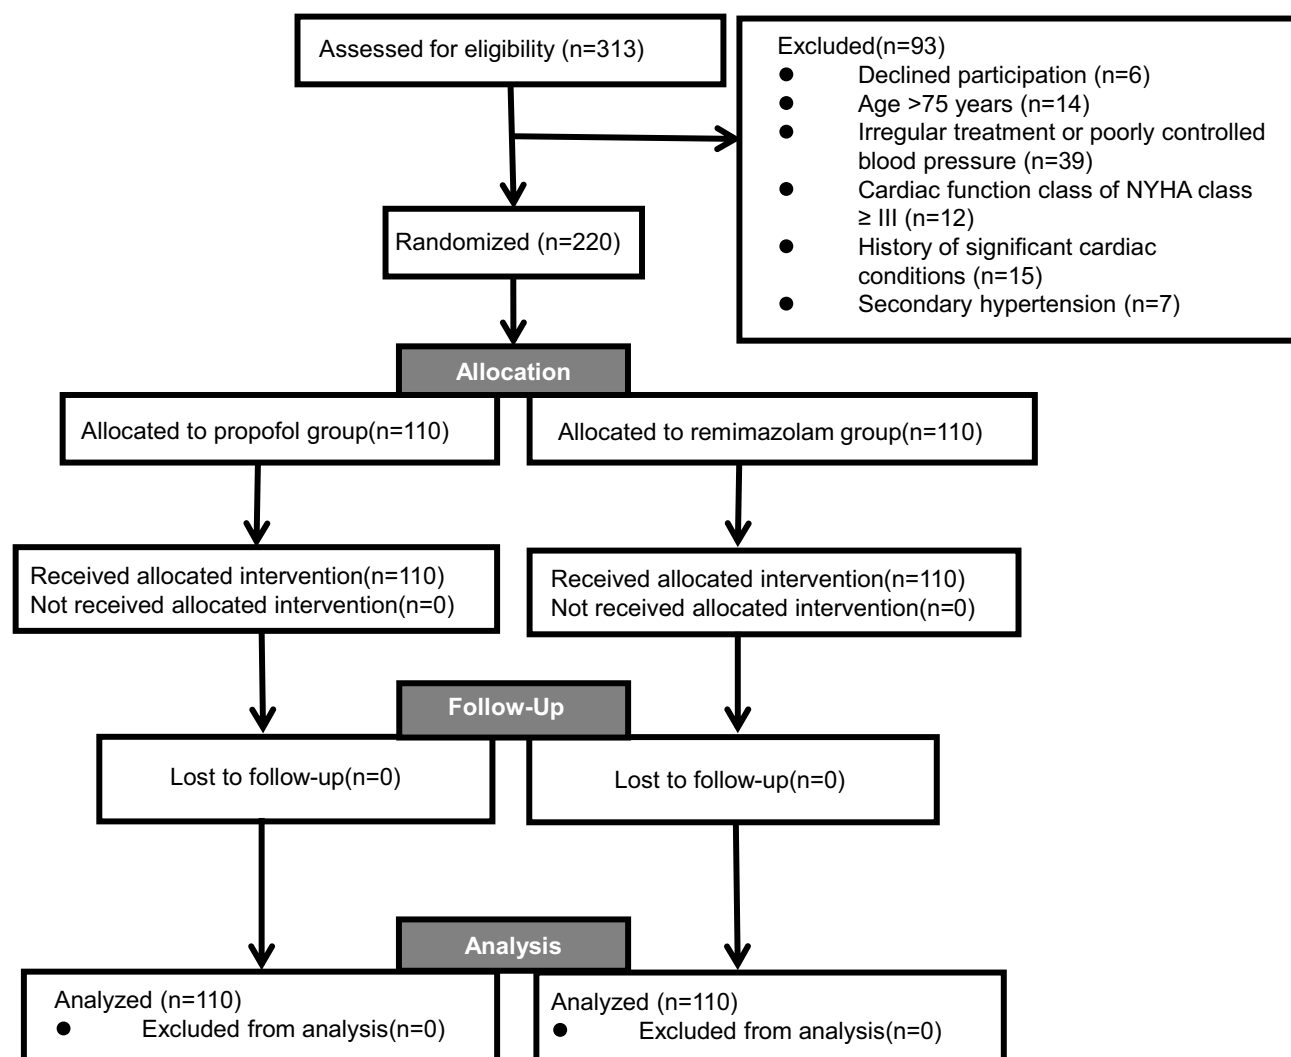 Assessed for eligibility (n=313)
Excluded(n=93)
● Declined participation (n=6)
● Age >75 years (n=14)
● Irregular treatment or poorly controlled
blood pressure (n=39)
● Cardiac function class of NYHA class
≥ III (n=12)
● History of significant cardiac
conditions (n=15)
● Secondary hypertension (n=7)
Randomized (n=220)
Allocation
Allocated to propofol group(n=110)
Allocated to remimazolam group(n=110)
Received allocated intervention(n=110)
Not received allocated intervention(n=0)
Received allocated intervention(n=110)
Not received allocated intervention(n=0)
Follow-Up
Lost to follow-up(n=0)
Lost to follow-up(n=0)
Analysis
Analyzed (n=110)
● Excluded from analysis(n=0)
Analyzed (n=110)
● Excluded from analysis(n=0)